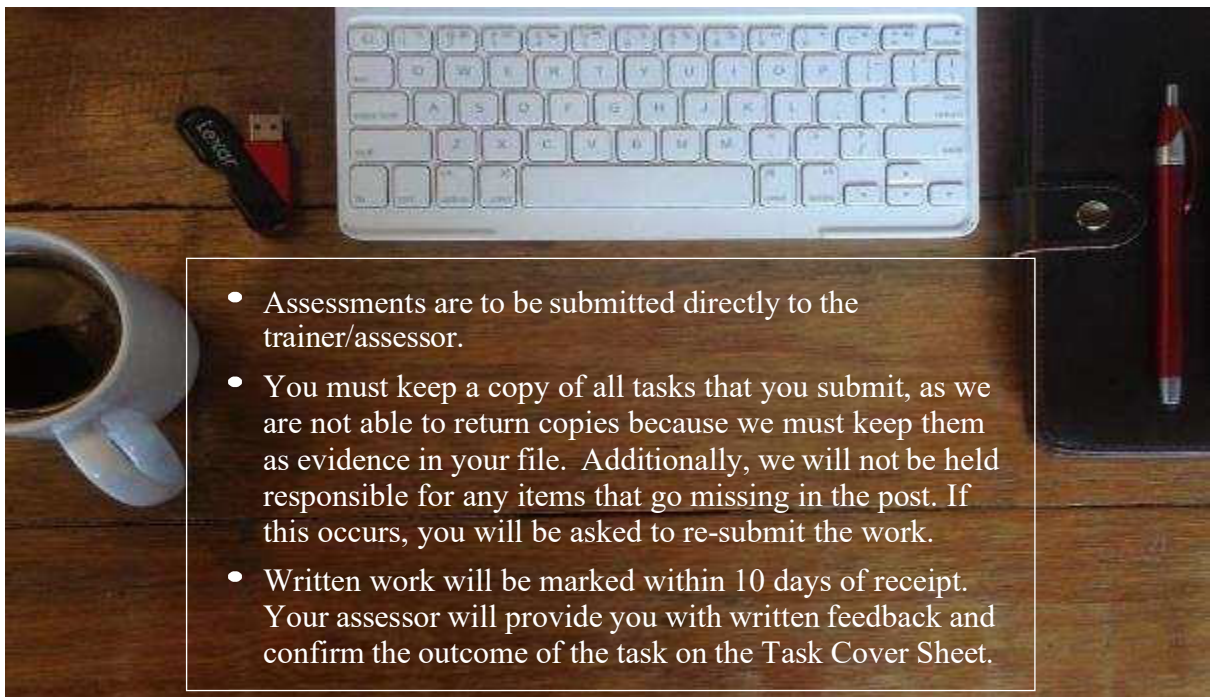 Lexar
• Assessments are to be submitted directly to the
trainer/assessor.
• You must keep a copy of all tasks that you submit, as we
are not able to return copies because we must keep them
as evidence in your file.  Additionally, we will not be held
responsible for any items that go missing in the post. If
this occurs, you will be asked to re-submit the work.
• Written work will be marked within 10 days of receipt.
Your assessor will provide you with written feedback and
confirm the outcome of the task on the Task Cover Sheet.